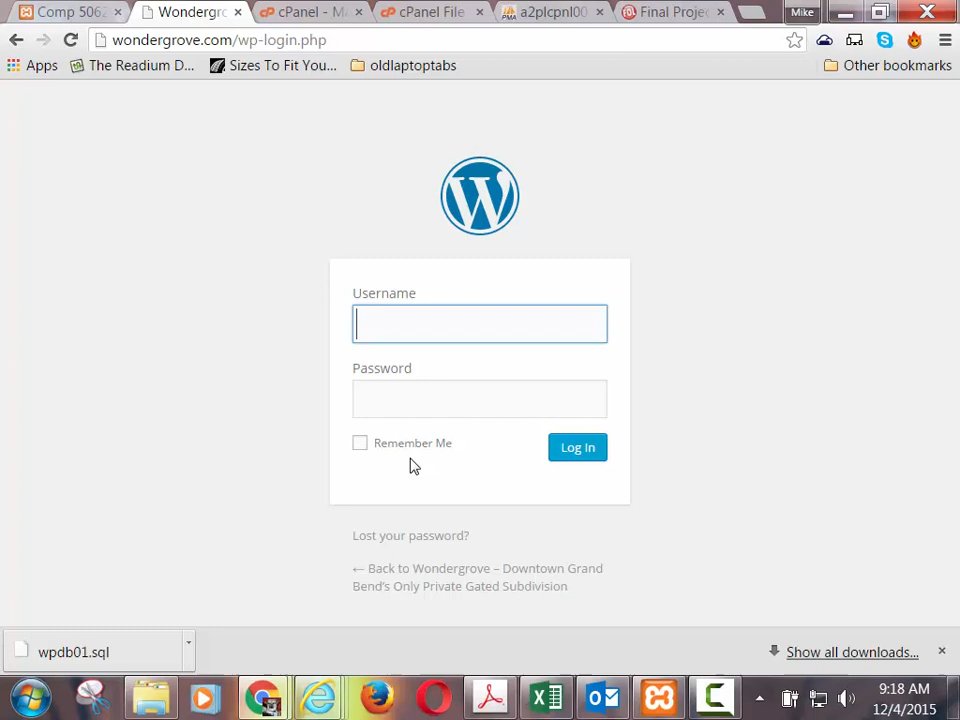 Comp 5062
Wondergro
cPanel - Ma
cPanel File
a2plcpnl00
Final Projec
Mike
wondergrove.com/wp-login.php
Apps
The Readium D...
Sizes To Fit You...
oldlaptoptabs
Other bookmarks
Username
Password
Remember Me
Log In
Lost your password?
← Back to Wondergrove – Downtown Grand
Bend's Only Private Gated Subdivision
wpdb01.sql
Show all downloads...
9:18 AM
12/4/2015